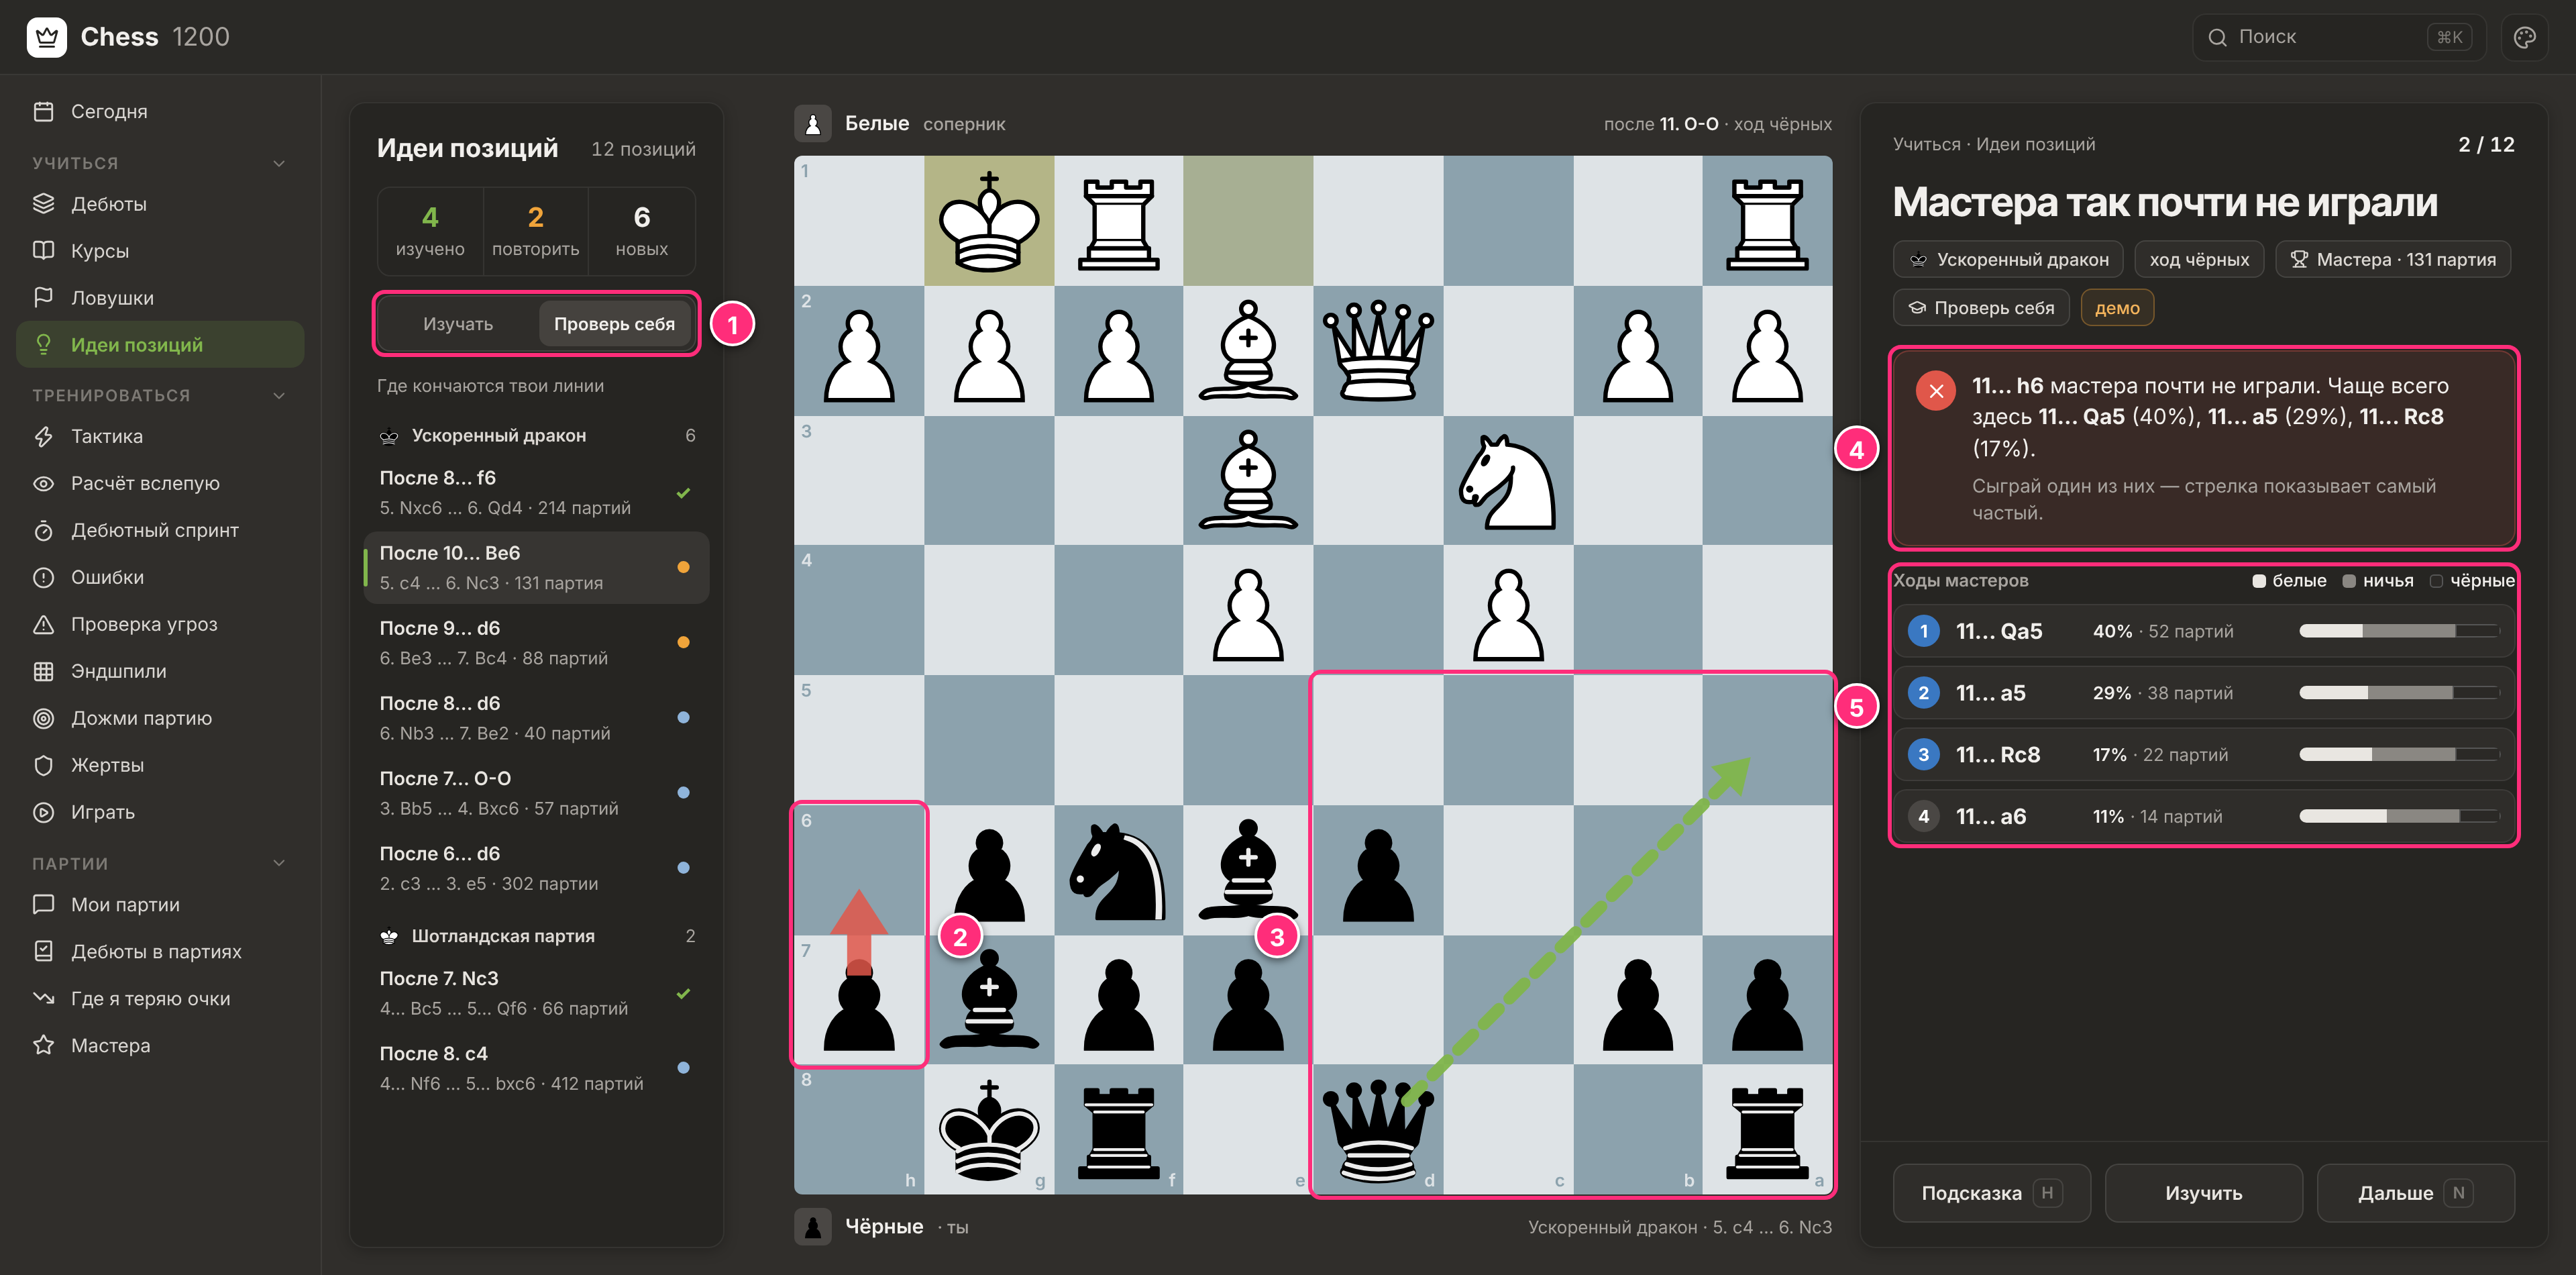 Chess 1200
Поиск ⌘K
Сегодня
УЧИТЬСЯ
Дебюты
Курсы
Ловушки
Идеи позиций
ТРЕНИРОВАТЬСЯ
Тактика
Расчёт вслепую
Дебютный спринт
Ошибки
Проверка угроз
Эндшпили
Дожми партию
Жертвы
Играть
ПАРТИИ
Мои партии
Дебюты в партиях
Где я теряю очки
Мастера
Идеи позиций 12 позиций
4 2 6
изучено повторить новых
Изучать Проверь себя
1
Где кончаются твои линии
Ускоренный дракон 6
После 8… f6
5. Nxc6 … 6. Qd4 · 214 партий
После 10… Be6
5. c4 … 6. Nc3 · 131 партия
После 9… d6
6. Be3 … 7. Bc4 · 88 партий
После 8… d6
6. Nb3 … 7. Be2 · 40 партий
После 7… O-O
3. Bb5 … 4. Bxc6 · 57 партий
После 6… d6
2. c3 … 3. e5 · 302 партии
Шотландская партия 2
После 7. Nc3
4… Bc5 … 5… Qf6 · 66 партий
После 8. c4
4… Nf6 … 5… bxc6 · 412 партий
Белые соперник
после 11. O-O · ход чёрных
1
2
3
4
5
6
7
8
h g f e d c b a
2
3
Чёрные · ты
Ускоренный дракон · 5. c4 … 6. Nc3
Учиться · Идеи позиций 2 / 12
Мастера так почти не играли
Ускоренный дракон ход чёрных Мастера · 131 партия
Проверь себя демо
4
11… h6 мастера почти не играли. Чаще всего
здесь 11… Qa5 (40%), 11… a5 (29%), 11… Rc8
(17%).
Сыграй один из них — стрелка показывает самый
частый.
5
Ходы мастеров белые ничья чёрные
1 11… Qa5 40% · 52 партий
2 11… a5 29% · 38 партий
3 11… Rc8 17% · 22 партий
4 11… a6 11% · 14 партий
Подсказка H Изучить Дальше N